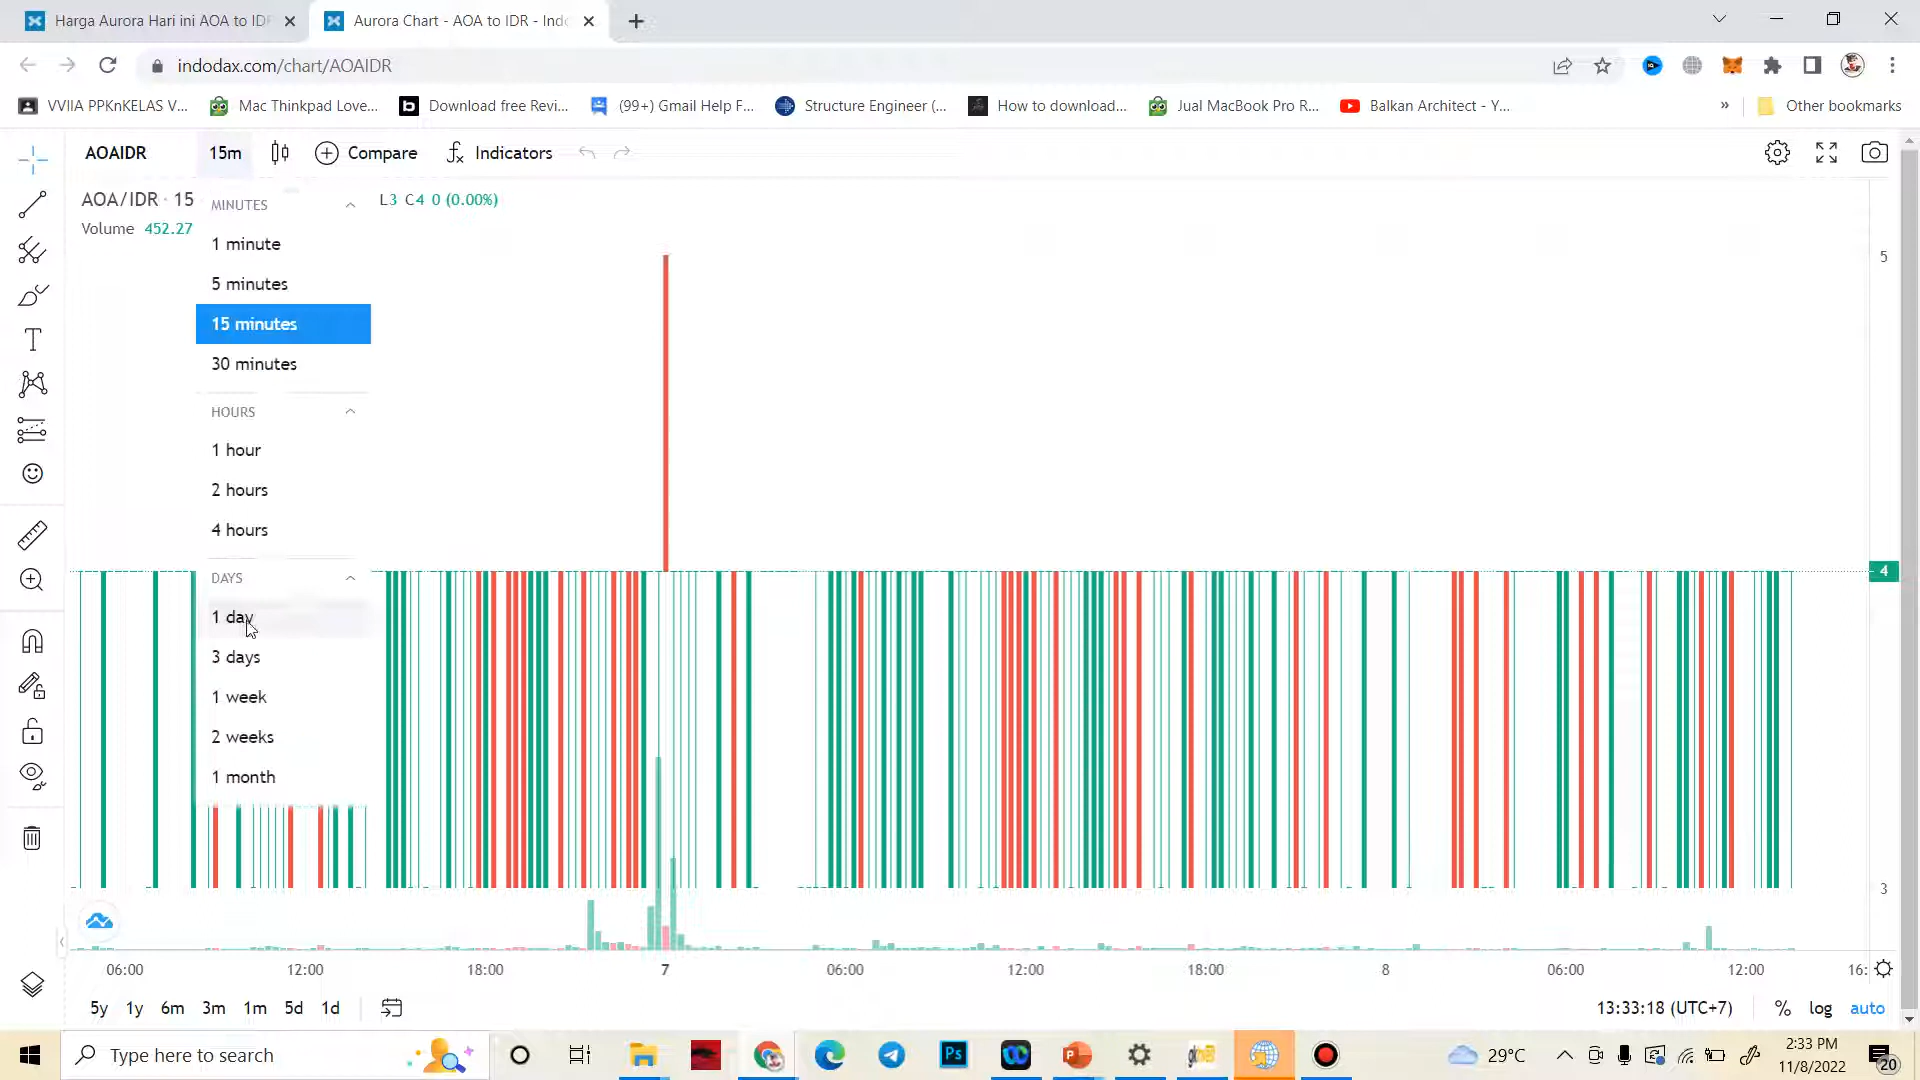 Harga Aurora Hari ini AOA to IDR
Aurora Chart - AOA to IDR - Indo
indodax.com/chart/AOAIDR
VVIIA PPKnKELAS V...
Mac Thinkpad Love...
Download free Revi...
(99+) Gmail Help F...
Structure Engineer (...
How to download...
Jual MacBook Pro R...
Balkan Architect - Y...
»
Other bookmarks
AOAIDR
15m
Compare
Indicators
AOA/IDR · 15
L3 C4 0 (0.00%)
Volume 452.27
MINUTES
1 minute
5 minutes
15 minutes
30 minutes
HOURS
1 hour
2 hours
4 hours
DAYS
1 day
3 days
1 week
2 weeks
1 month
5
4
3
06:00
12:00
18:00
7
06:00
12:00
18:00
8
06:00
12:00
16:
5y 1y 6m 3m 1m 5d 1d
13:33:18 (UTC+7)
% log auto
Type here to search
Ps
29°C
2:33 PM
11/8/2022
20